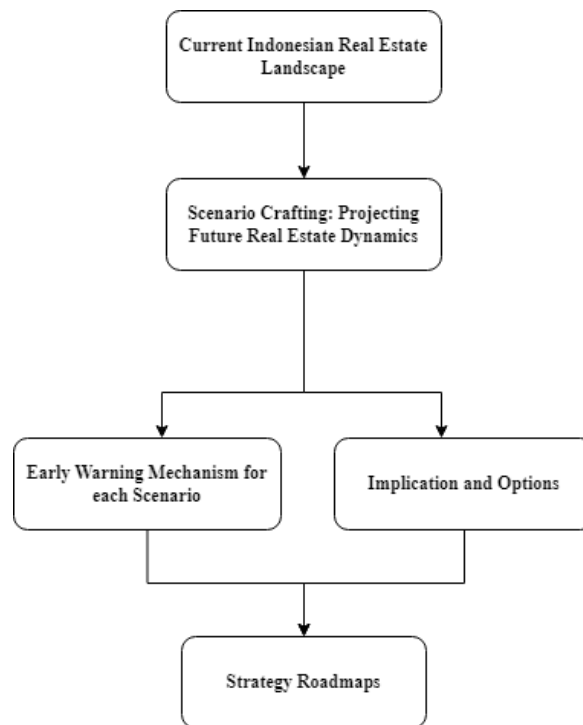 Current Indonesian Real Estate
Landscape
Scenario Crafting: Projecting
Future Real Estate Dynamics
Early Warning Mechanism for
each Scenario
Implication and Options
Strategy Roadmaps